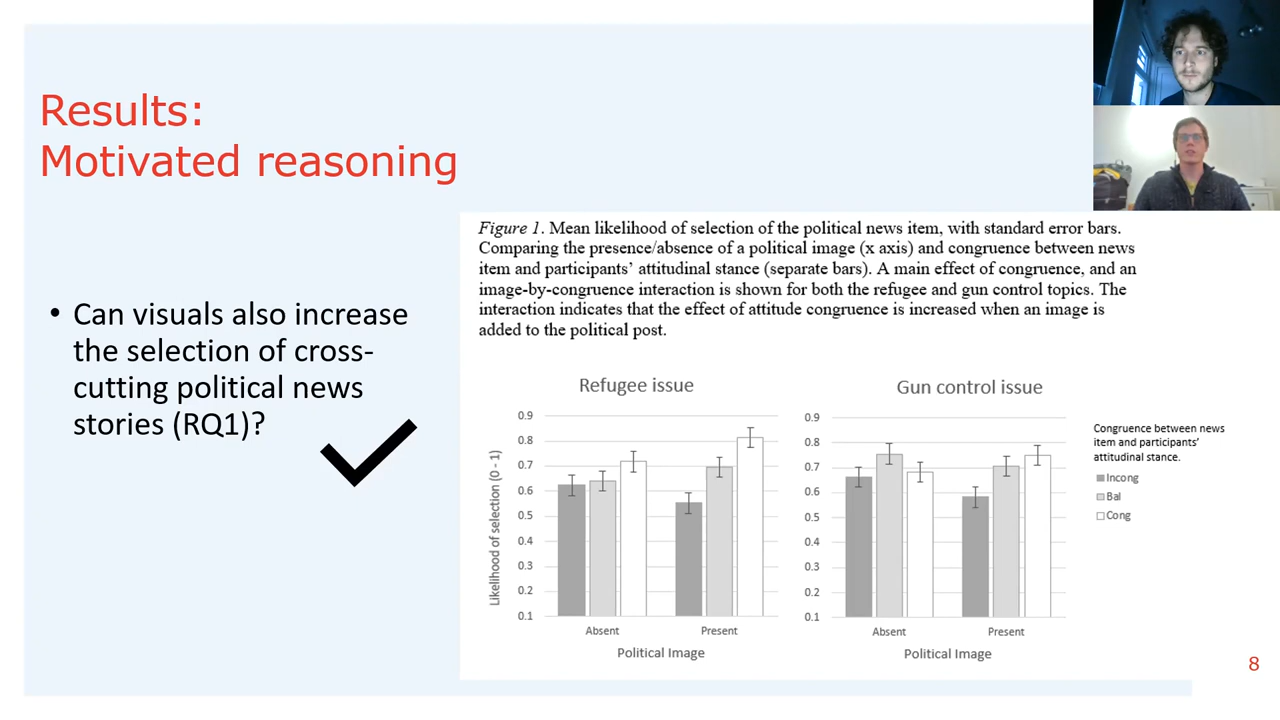 Results:
Motivated reasoning
• Can visuals also increase
the selection of cross-
cutting political news
stories (RQ1)?
Figure 1. Mean likelihood of selection of the political news item, with standard error bars.
Comparing the presence/absence of a political image (x axis) and congruence between news
item and participants’ attitudinal stance (separate bars). A main effect of congruence, and an
image-by-congruence interaction is shown for both the refugee and gun control topics. The
interaction indicates that the effect of attitude congruence is increased when an image is
added to the political post.
Refugee issue
Likelihood of selection (0 - 1)
0.9
0.8
0.7
0.6
0.5
0.4
0.3
0.2
0.1
Absent
Present
Political Image
Gun control issue
0.9
0.8
0.7
0.6
0.5
0.4
0.3
0.2
0.1
Absent
Present
Political Image
Congruence between news
item and participants’
attitudinal stance.
Incong
Bal
Cong
8